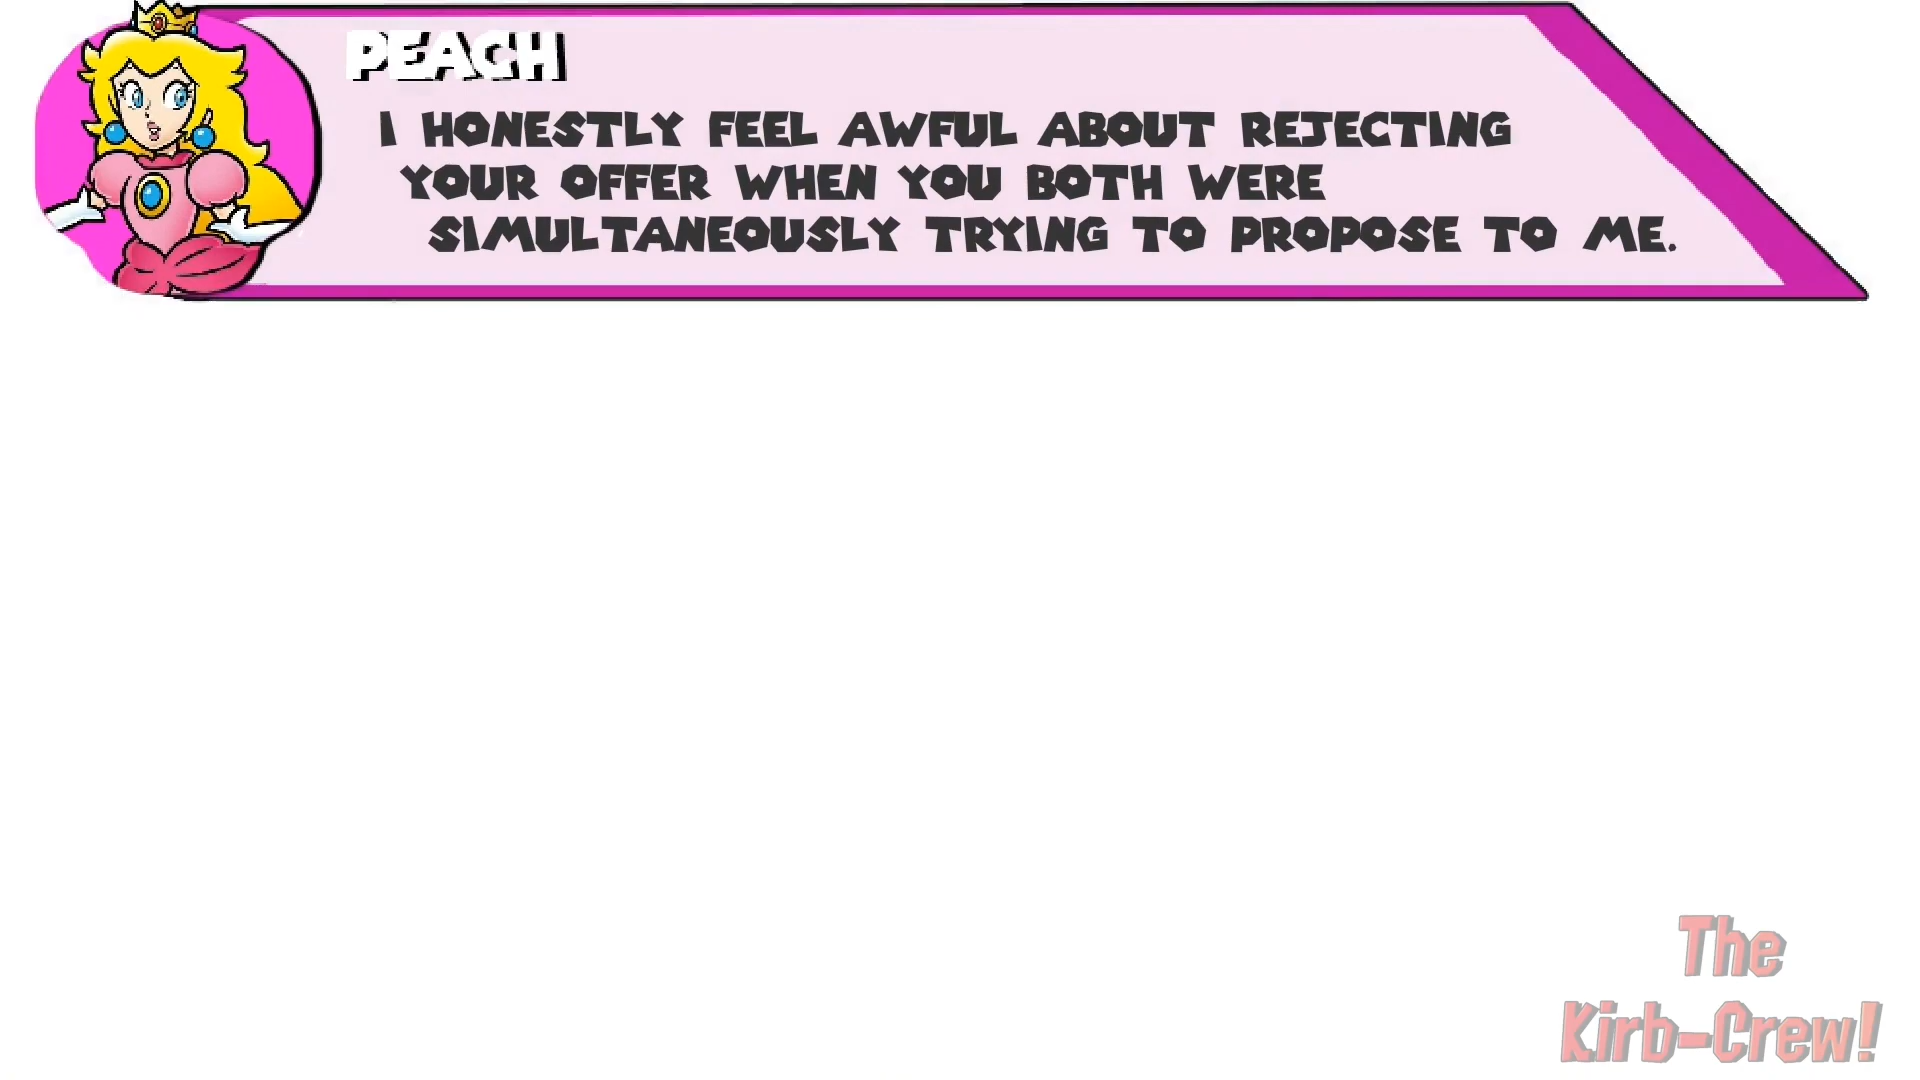 PEACH
I HONESTLY FEEL AWFUL ABOUT REJECTING
YOUR OFFER WHEN YOU BOTH WERE
SIMULTANEOUSLY TRYING TO PROPOSE TO ME.
The
Kirb-Crew!